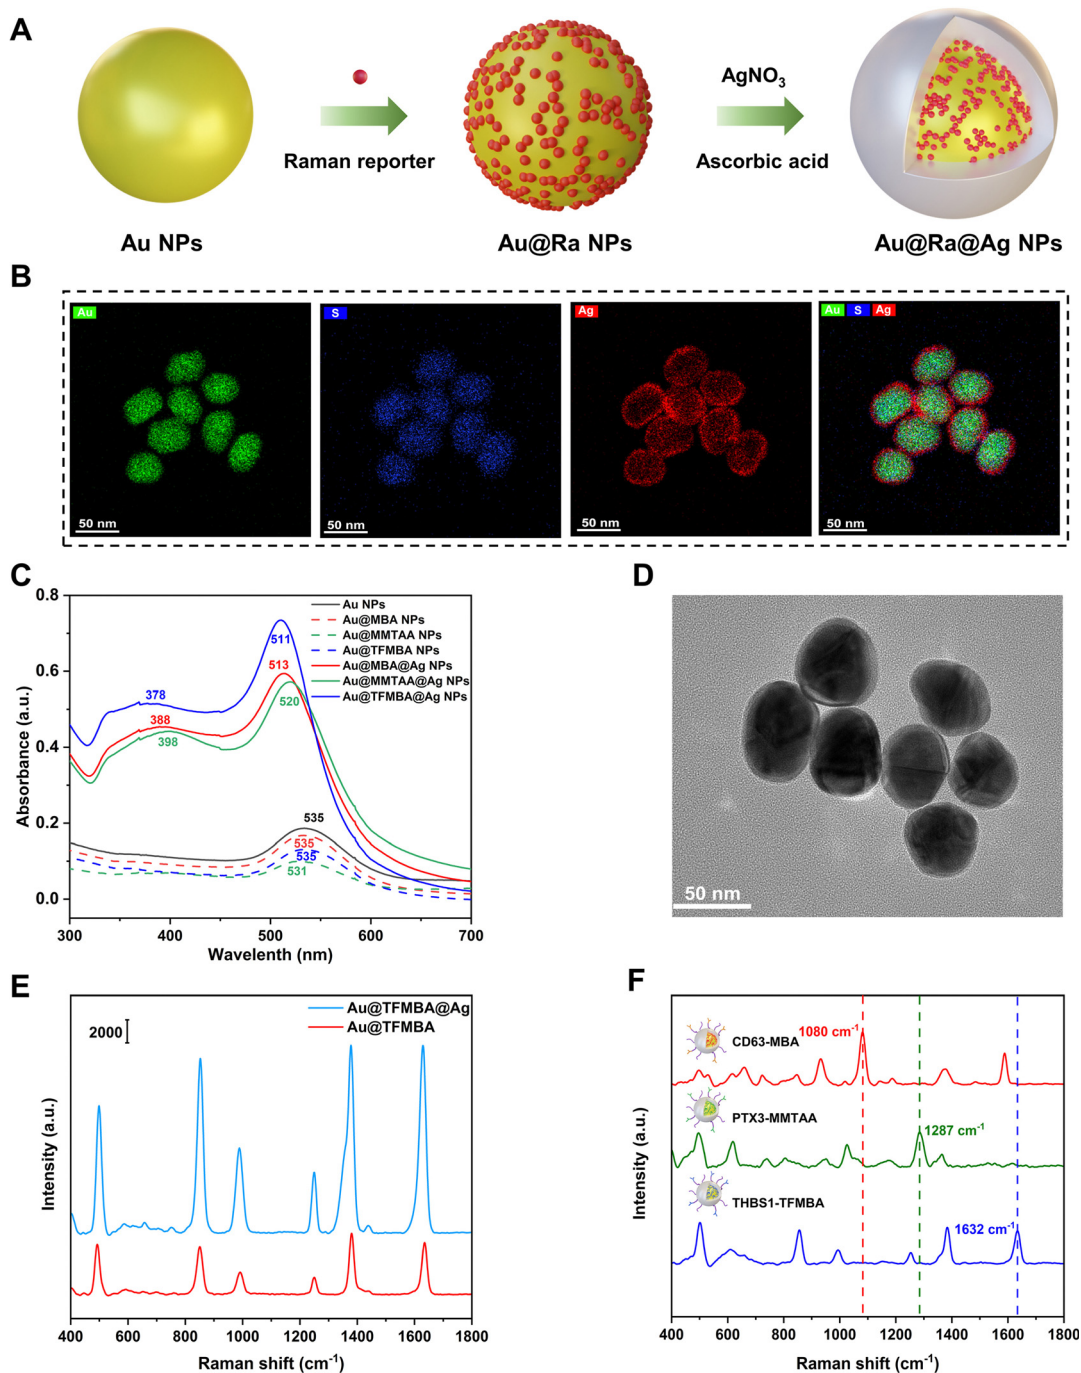 A
Raman reporter
AgNO3
Ascorbic acid
Au NPs
Au@Ra NPs
Au@Ra@Ag NPs
B
Au
S
Ag
Au S Ag
50 nm
50 nm
50 nm
50 nm
C
Absorbance (a.u.)
0.8
0.6
0.4
0.2
0.0
300
400
500
600
700
Wavelenth (nm)
Au NPs
Au@MBA NPs
Au@MMTAA NPs
Au@TFMBA NPs
Au@MBA@Ag NPs
Au@MMTAA@Ag NPs
Au@TFMBA@Ag NPs
511
513
520
378
388
398
535
535
535
531
D
50 nm
E
Intensity (a.u.)
2000
Au@TFMBA@Ag
Au@TFMBA
400
600
800
1000
1200
1400
1600
1800
Raman shift (cm-1)
F
Intensity (a.u.)
CD63-MBA
1080 cm-1
PTX3-MMTAA
1287 cm-1
THBS1-TFMBA
1632 cm-1
400
600
800
1000
1200
1400
1600
1800
Raman shift (cm-1)